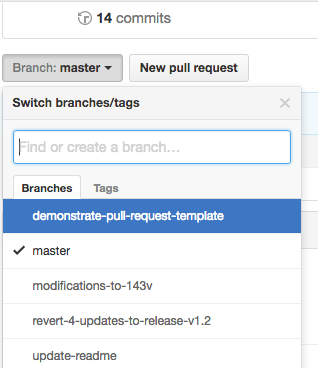 14 commits
Branch: master
New pull request
Switch branches/tags
Find or create a branch…
Branches Tags
demonstrate-pull-request-template
master
modifications-to-143v
revert-4-updates-to-release-v1.2
update-readme